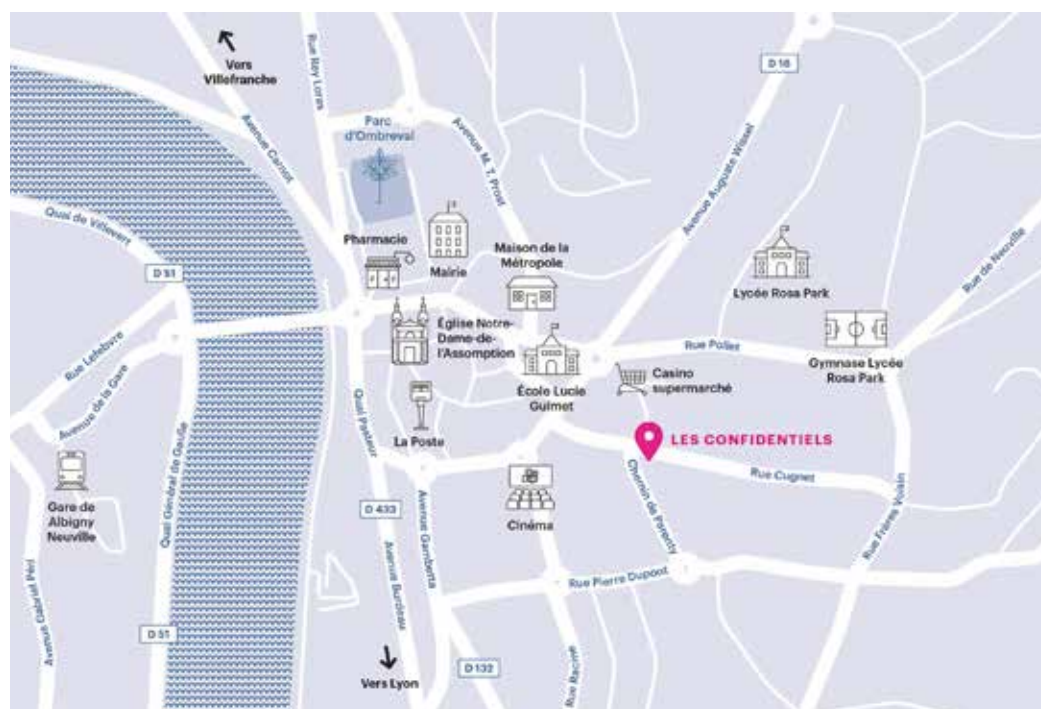 Vers
Villefranche
Rue Rey Loras
D 16
Parc
d'Ombreval
Avenue Carnot
Avenue M. T. Prost
Avenue Auguste Wissel
Quai de Villevert
Pharmacie
Mairie
Maison de la
Métropole
Rue de Neuville
D 51
Lycée Rosa Park
Église Notre-
Dame-de-
l'Assomption
Rue Lefebvre
Rue Pollet
Gymnase Lycée
Rosa Park
Casino
supermarché
École Lucie
Guimet
Avenue de la Gare
Quai Pasteur
La Poste
LES CONFIDENTIELS
Rue Cugnet
Chemin de Parenty
Gare de
Albigny
Neuville
Quai Général de Gaulle
D 433
Avenue Gambetta
Cinéma
Rue Frères Voisin
Rue Pierre Dupont
Avenue Gabriel Péri
Avenue Burdeau
D 51
D 132
Vers Lyon
Rue Racine